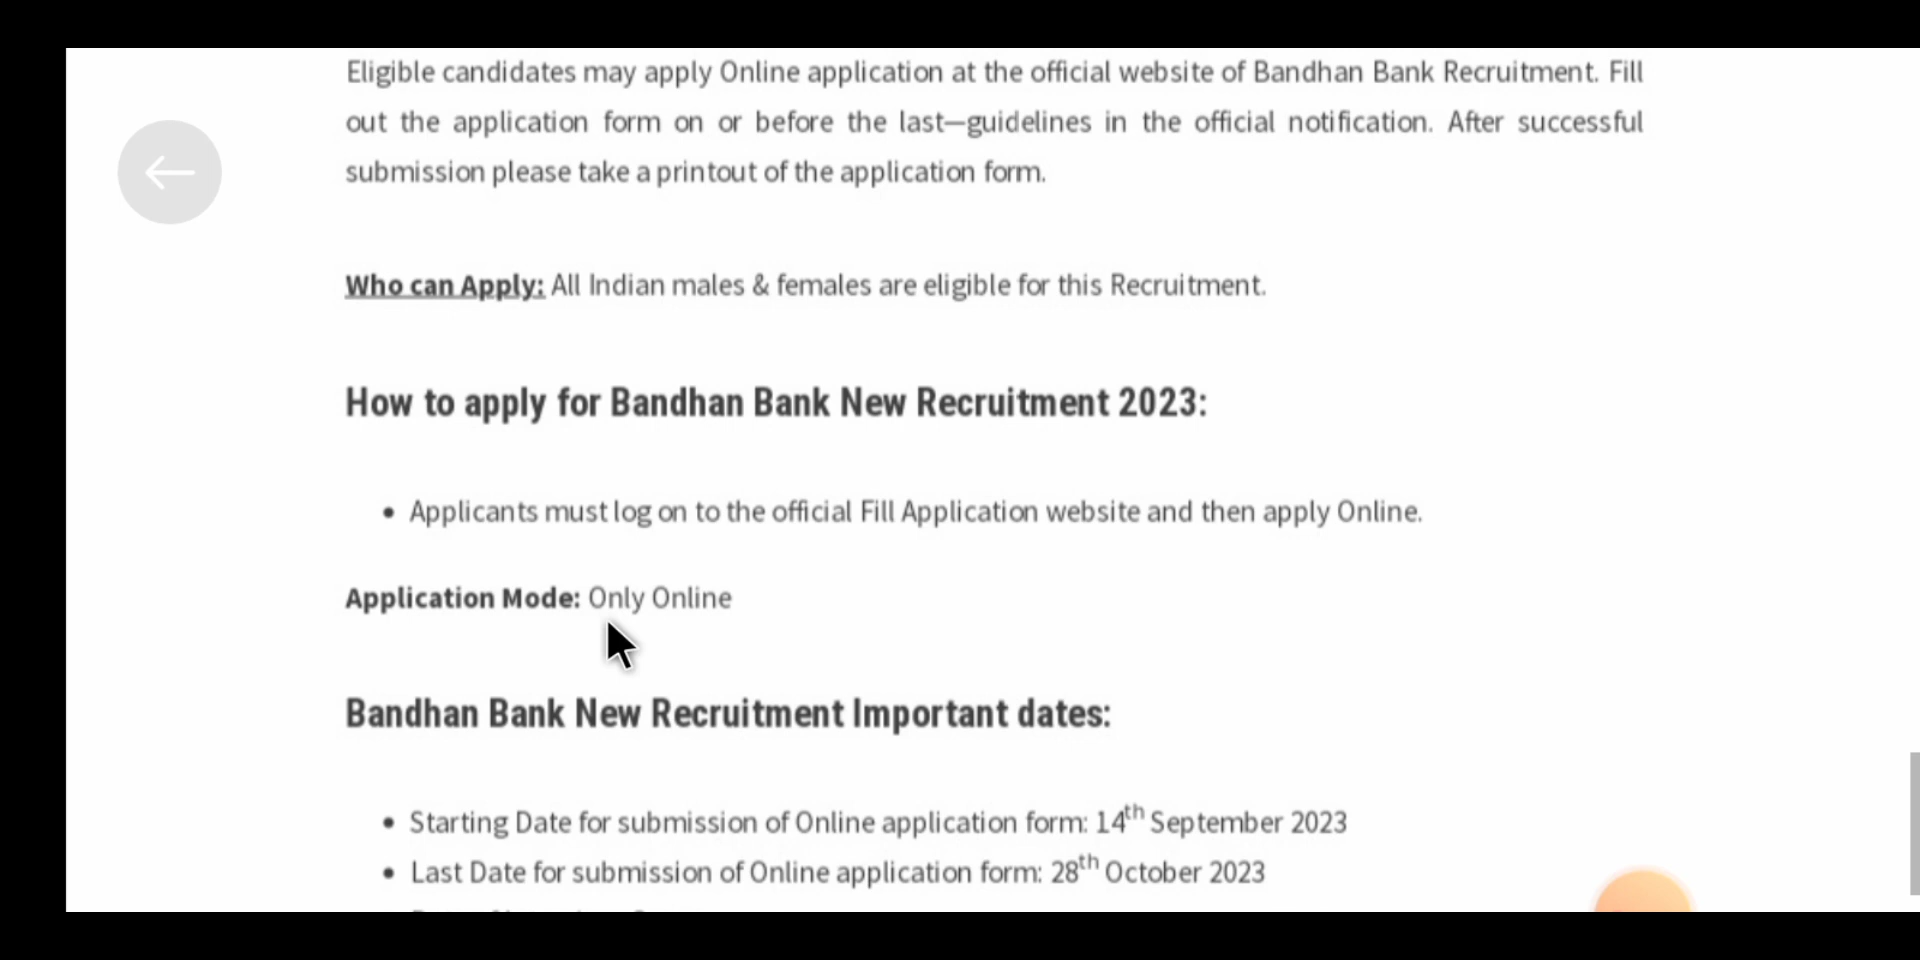 Eligible candidates may apply Online application at the official website of Bandhan Bank Recruitment. Fill
out the application form on or before the last—guidelines in the official notification. After successful
submission please take a printout of the application form.
Who can Apply: All Indian males & females are eligible for this Recruitment.
How to apply for Bandhan Bank New Recruitment 2023:
• Applicants must log on to the official Fill Application website and then apply Online.
Application Mode: Only Online
Bandhan Bank New Recruitment Important dates:
• Starting Date for submission of Online application form: 14th September 2023
• Last Date for submission of Online application form: 28th October 2023